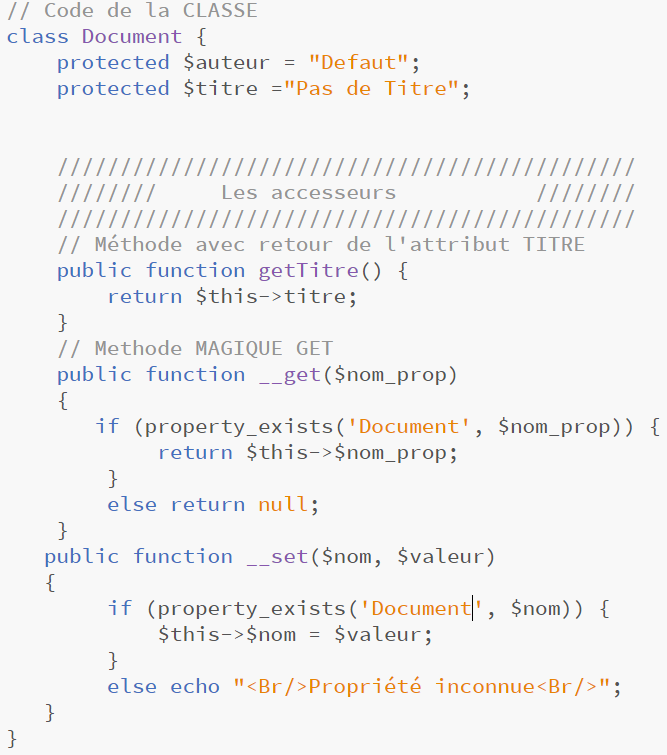 // Code de la CLASSE
class Document {
    protected $auteur = "Defaut";
    protected $titre ="Pas de Titre";
    //////////////////////////////////////////////
    ////////     Les accesseurs           ////////
    //////////////////////////////////////////////
    // Méthode avec retour de l'attribut TITRE
    public function getTitre() {
        return $this->titre;
    }
    // Methode MAGIQUE GET
    public function __get($nom_prop)
    {
       if (property_exists('Document', $nom_prop)) {
            return $this->$nom_prop;
        }
        else return null;
    }
   public function __set($nom, $valeur)
   {
        if (property_exists('Document', $nom)) {
            $this->$nom = $valeur;
        }
        else echo "<Br/>Propriété inconnue<Br/>";
   }
}